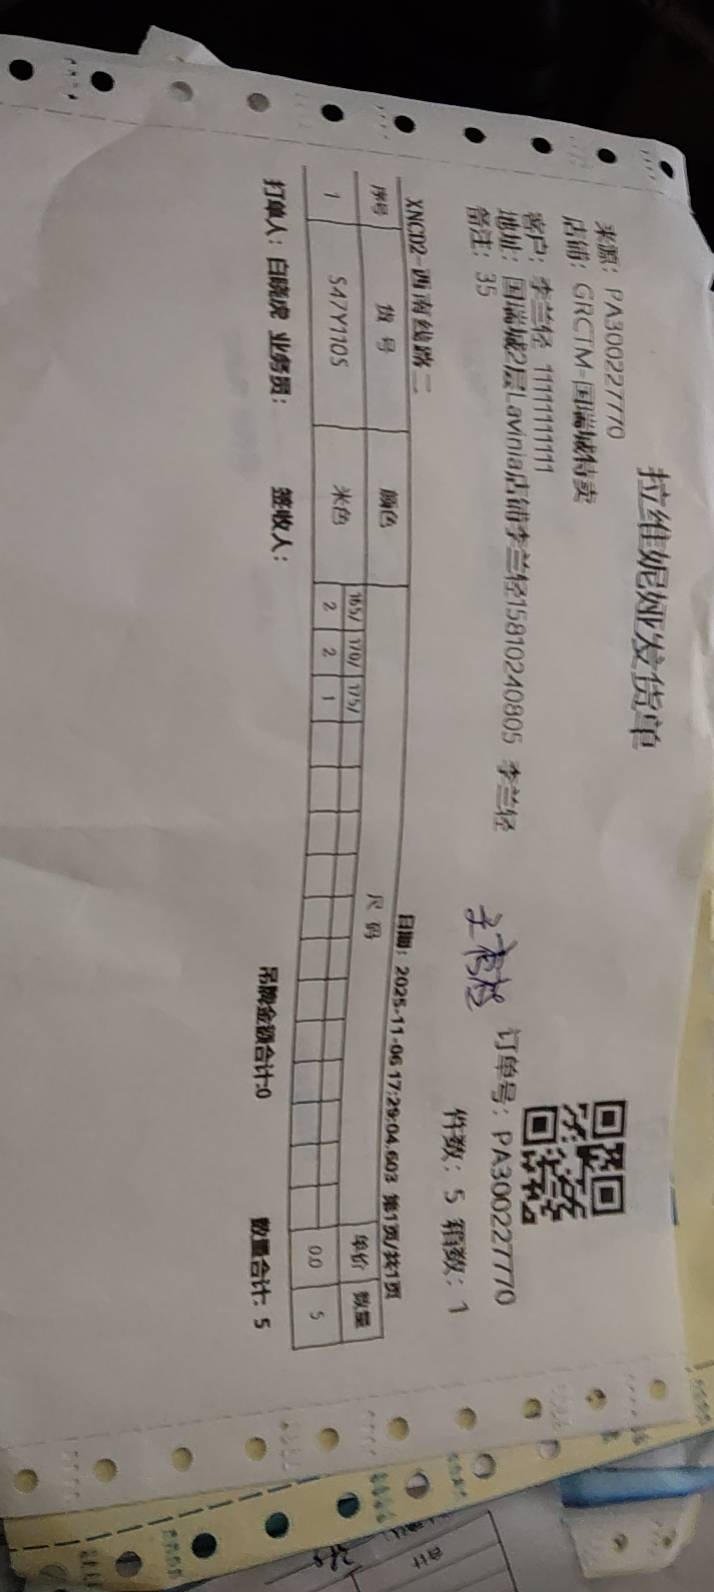 拉维妮娅发货单
来源: PA300227770
店铺: GRCTM-国瑞城特卖
客户: 李兰轻 11111111111
地址: 国瑞城2层Lavinia店铺李兰轻15810240805 李兰轻
订单号: PA300227770
备注: 35
件数: 5 箱数: 1
XNCD2-西南线路二
日期: 2025-11-06 17:29:04.603 第1页/共1页
序号 货号 颜色 尺码 单价 数量
165/ 170/ 175/
1 S47Y1105 米色 2 2 1 0.0 5
打单人: 白晓虎 业务员: 签收人: 吊牌金额合计:0 数量合计: 5
合计